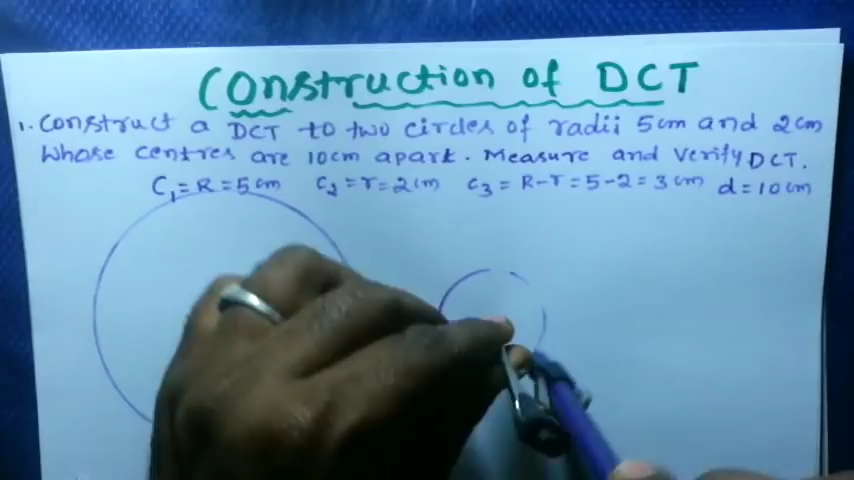 Construction of DCT
1. Construct a DCT to two circles of radii 5cm and 2cm
whose centres are 10cm apart. Measure and verify DCT.
C₁ = R = 5cm C₂ = r = 2cm C₃ = R-r = 5-2 = 3cm d = 10cm